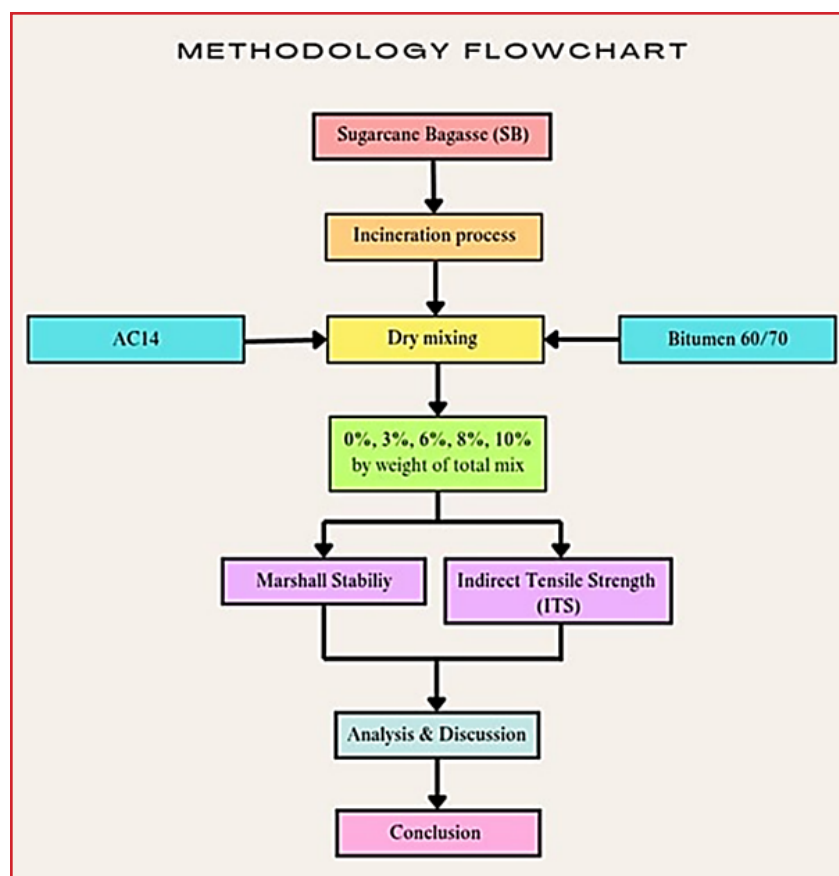 METHODOLOGY FLOWCHART
Sugarcane Bagasse (SB)
Incineration process
AC14
Dry mixing
Bitumen 60/70
0%, 3%, 6%, 8%, 10%
by weight of total mix
Marshall Stabiliy
Indirect Tensile Strength
(ITS)
Analysis & Discussion
Conclusion